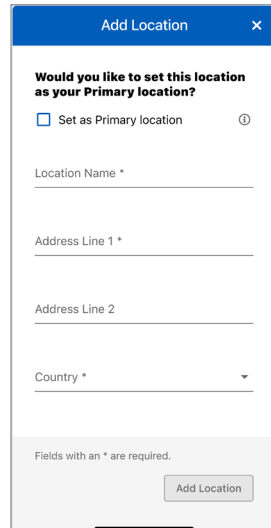 Add Location
Would you like to set this location
as your Primary location?
Set as Primary location
Location Name *
Address Line 1 *
Address Line 2
Country *
Fields with an * are required.
Add Location